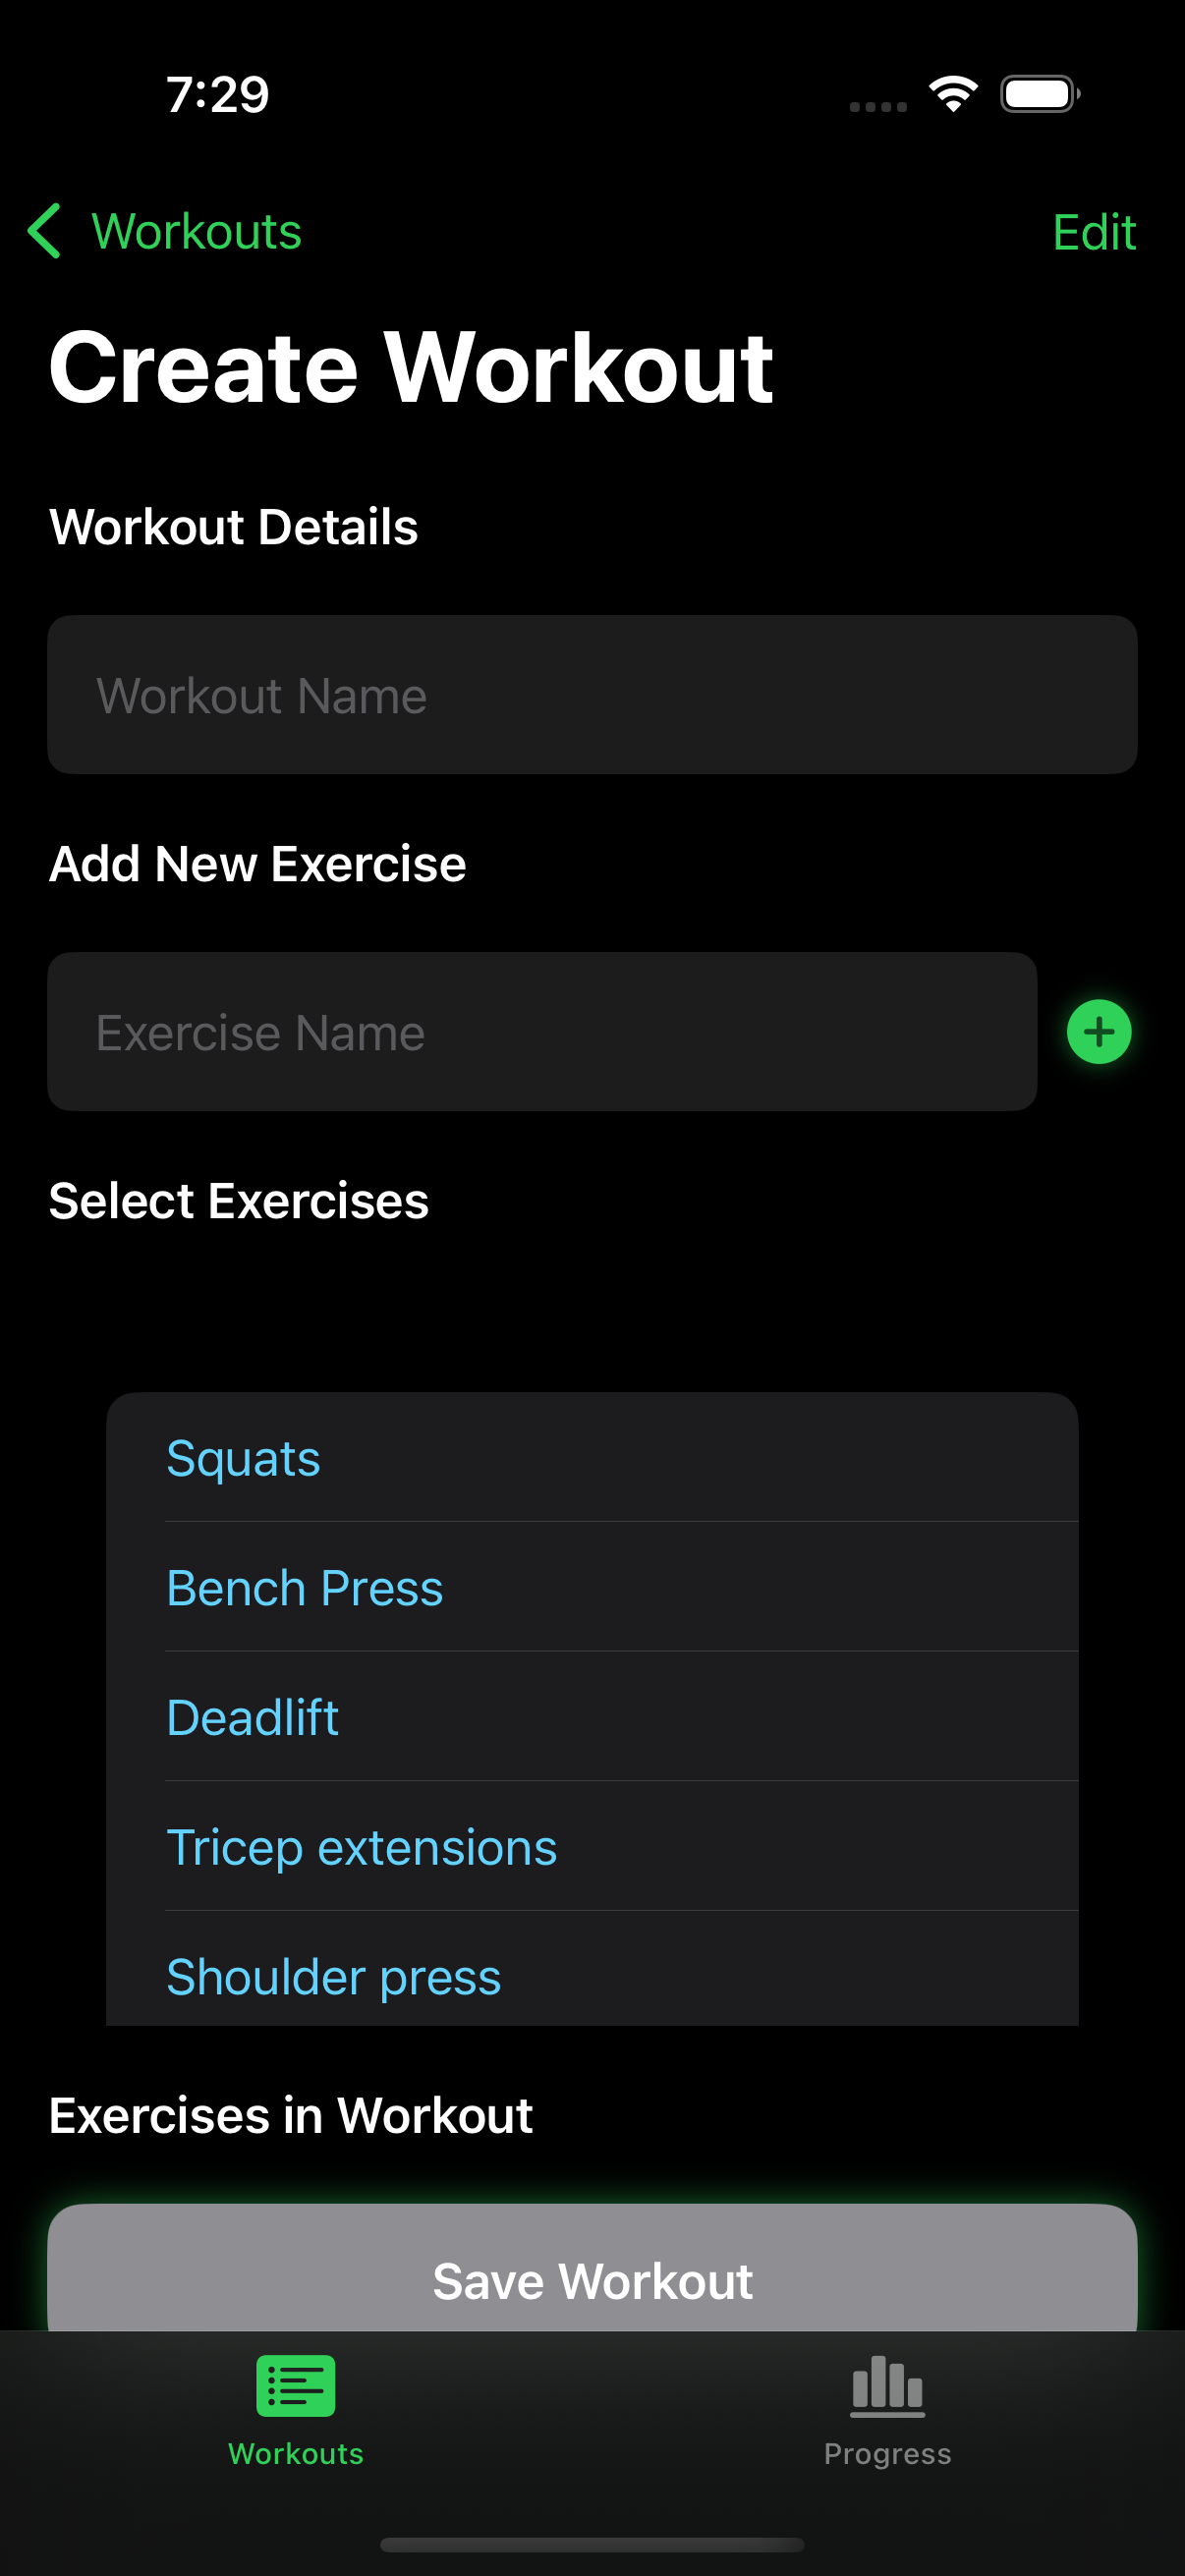 7:29
Workouts
Edit
Create Workout
Workout Details
Workout Name
Add New Exercise
Exercise Name
Select Exercises
Squats
Bench Press
Deadlift
Tricep extensions
Shoulder press
Exercises in Workout
Save Workout
Workouts
Progress